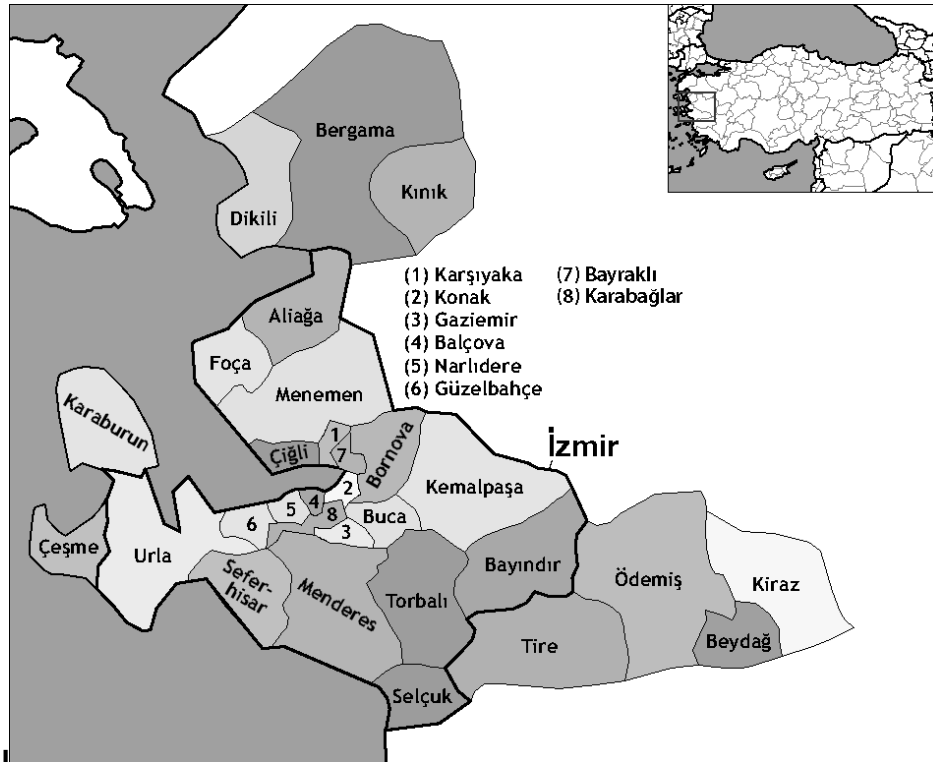 Bergama
Kınık
Dikili
(1) Karşıyaka
(2) Konak
(3) Gaziemir
(4) Balçova
(5) Narlıdere
(6) Güzelbahçe
(7) Bayraklı
(8) Karabağlar
Aliağa
Foça
Menemen
Karaburun
Çiğli
1
7
Bornova
İzmir
2
Kemalpaşa
4
5
8
6
3
Buca
Çeşme
Urla
Sefer-
hisar
Menderes
Torbalı
Bayındır
Ödemiş
Kiraz
Tire
Beydağ
Selçuk